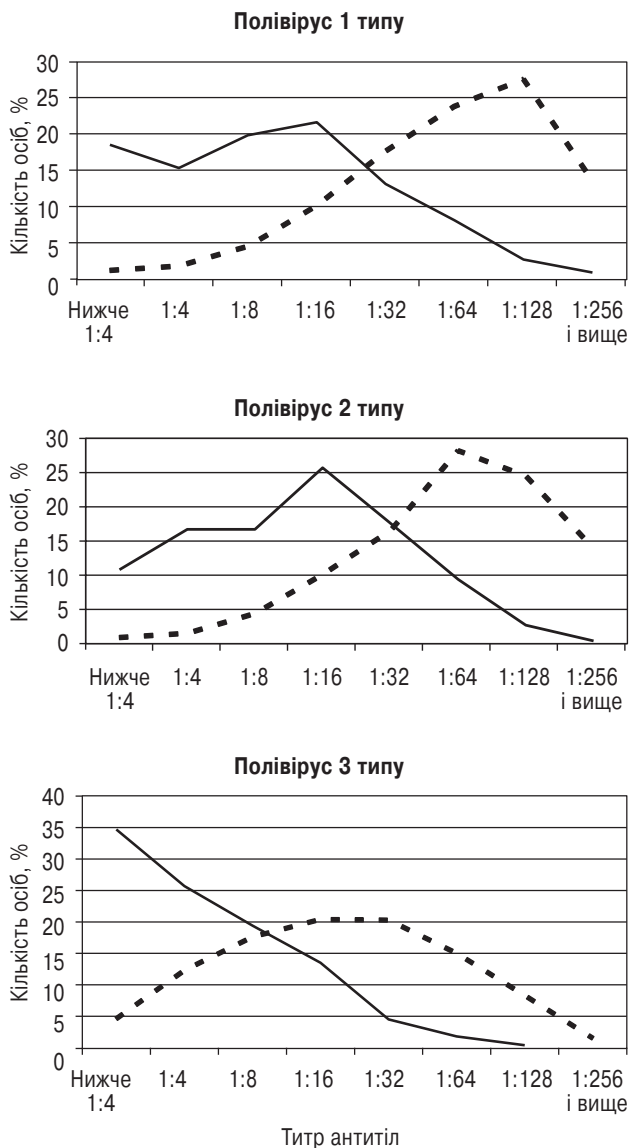 Полівірус 1 типу
Кількість осіб, %
30
25
20
15
10
5
0
Нижче 1:4 1:8 1:16 1:32 1:64 1:128 1:256
1:4 і вище
Полівірус 2 типу
Кількість осіб, %
30
25
20
15
10
5
0
Нижче 1:4 1:8 1:16 1:32 1:64 1:128 1:256
1:4 і вище
Полівірус 3 типу
Кількість осіб, %
40
35
30
25
20
15
10
5
0
Нижче 1:4 1:8 1:16 1:32 1:64 1:128 1:256
1:4 і вище
Титр антитіл